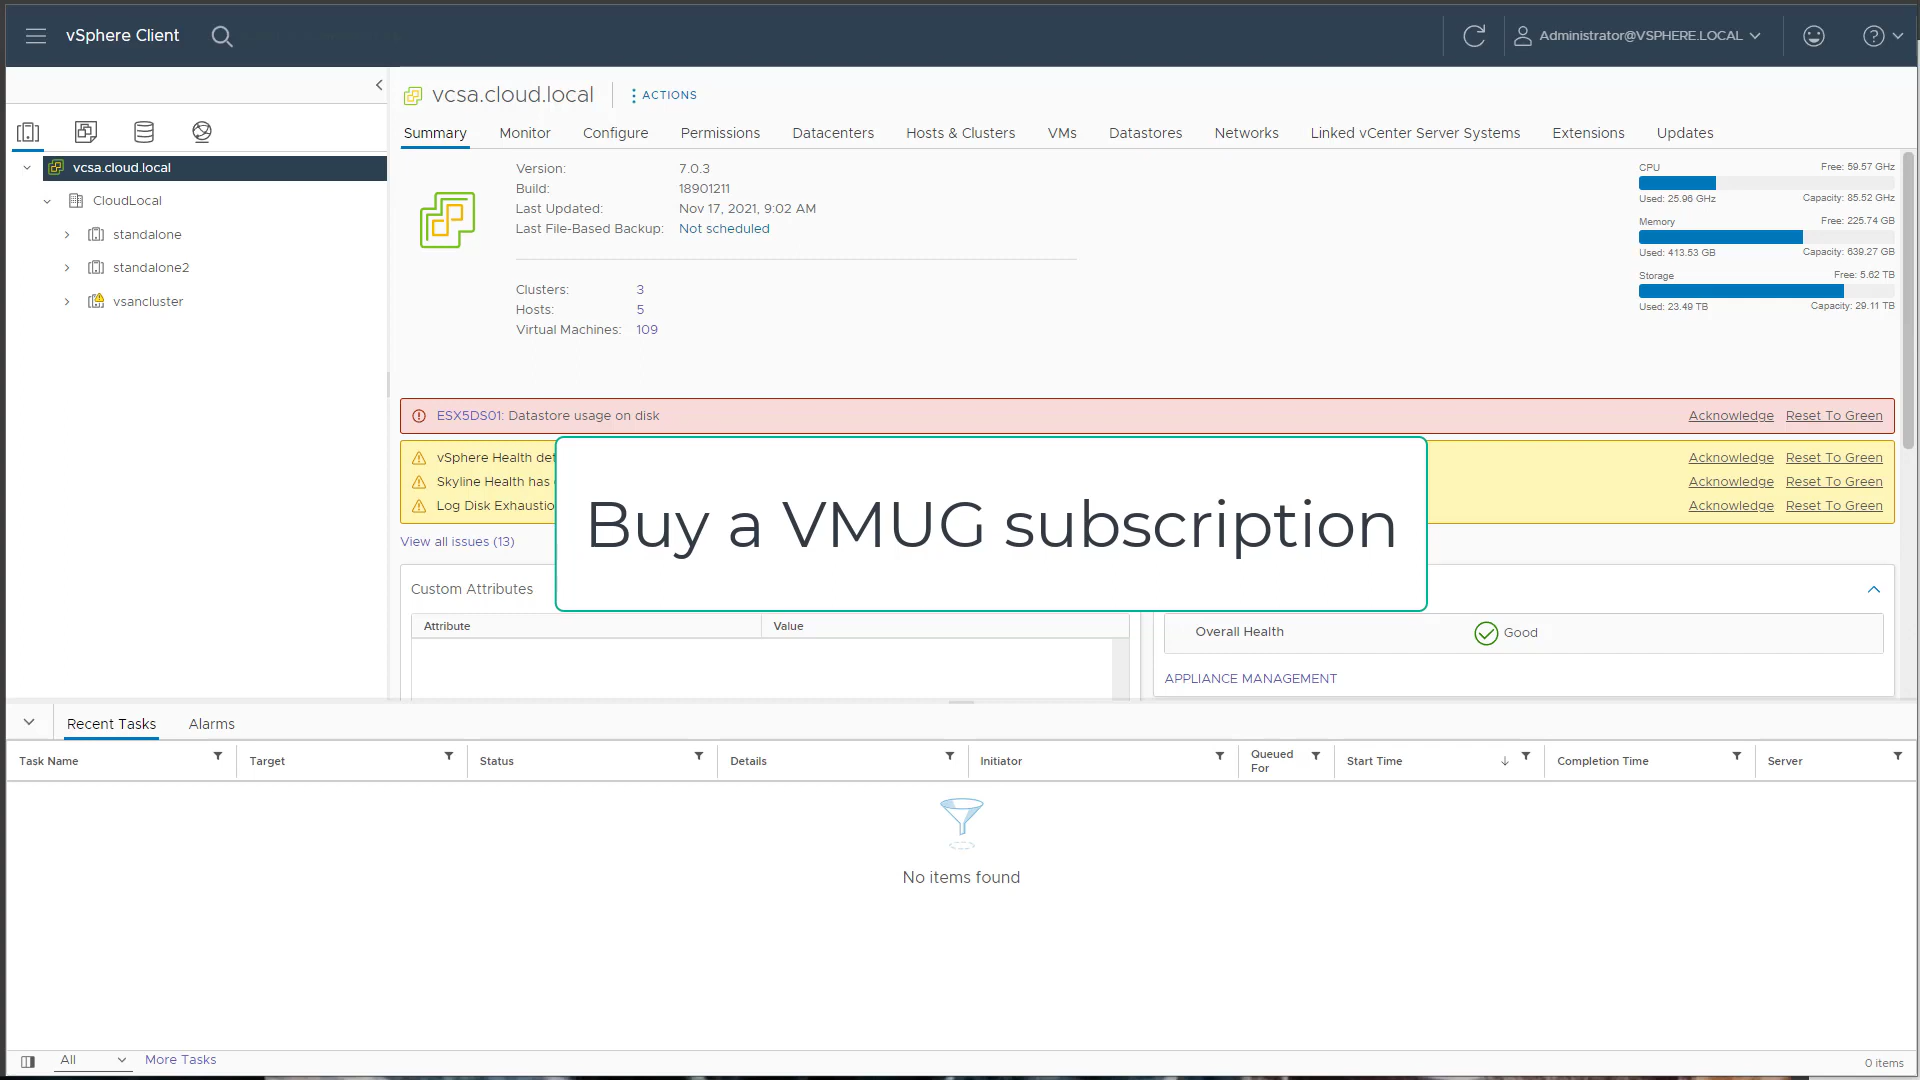 vSphere Client
Administrator@VSPHERE.LOCAL
vcsa.cloud.local
ACTIONS
Summary Monitor Configure Permissions Datacenters Hosts & Clusters VMs Datastores Networks Linked vCenter Server Systems Extensions Updates
vcsa.cloud.local
CloudLocal
standalone
standalone2
vsancluster
Version: 7.0.3
Build: 18901211
Last Updated: Nov 17, 2021, 9:02 AM
Last File-Based Backup: Not scheduled
Clusters: 3
Hosts: 5
Virtual Machines: 109
CPU Free: 59.57 GHz
Used: 25.96 GHz Capacity: 85.52 GHz
Memory Free: 225.74 GB
Used: 413.53 GB Capacity: 639.27 GB
Storage Free: 5.62 TB
Used: 23.49 TB Capacity: 29.11 TB
ESX5DS01: Datastore usage on disk Acknowledge Reset To Green
vSphere Health Acknowledge Reset To Green
Skyline Health has Acknowledge Reset To Green
Log Disk Acknowledge Reset To Green
Buy a VMUG subscription
View all issues (13)
Custom Attributes
Attribute Value
Overall Health Good
APPLIANCE MANAGEMENT
Recent Tasks Alarms
Task Name Target Status Details Initiator Queued For Start Time Completion Time Server
No items found
All More Tasks
0 items